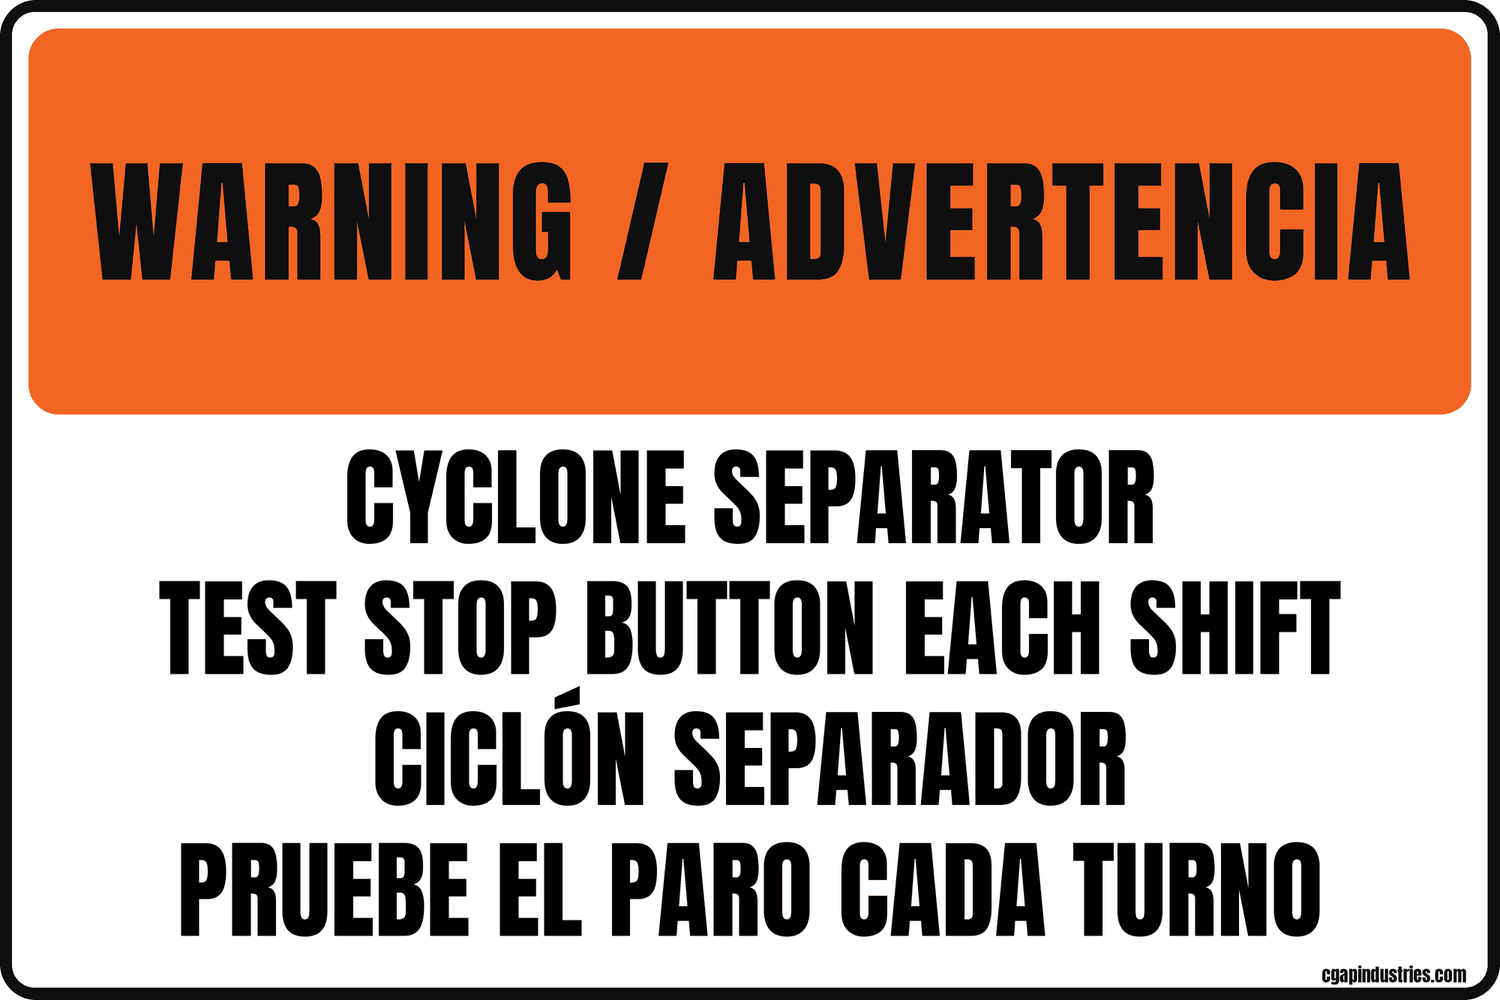 WARNING / ADVERTENCIA
CYCLONE SEPARATOR
TEST STOP BUTTON EACH SHIFT
CICLÓN SEPARADOR
PRUEBE EL PARO CADA TURNO
cgapindustries.com